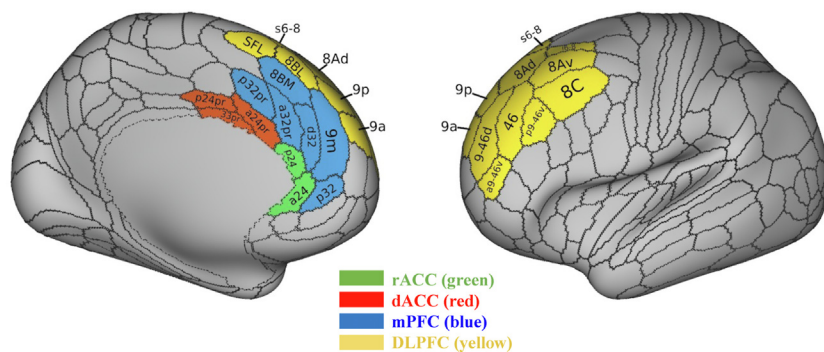 s6-8
SFL
8BL
8Ad
8BM
p32pr
9p
p24pr
a24pr
33pr
a32pr
d32
9m
9a
p24
a24
p32
s6-8
8Ad
8Av
9p
8C
46
p9-46v
9a
9-46d
a9-46v
rACC (green)
dACC (red)
mPFC (blue)
DLPFC (yellow)